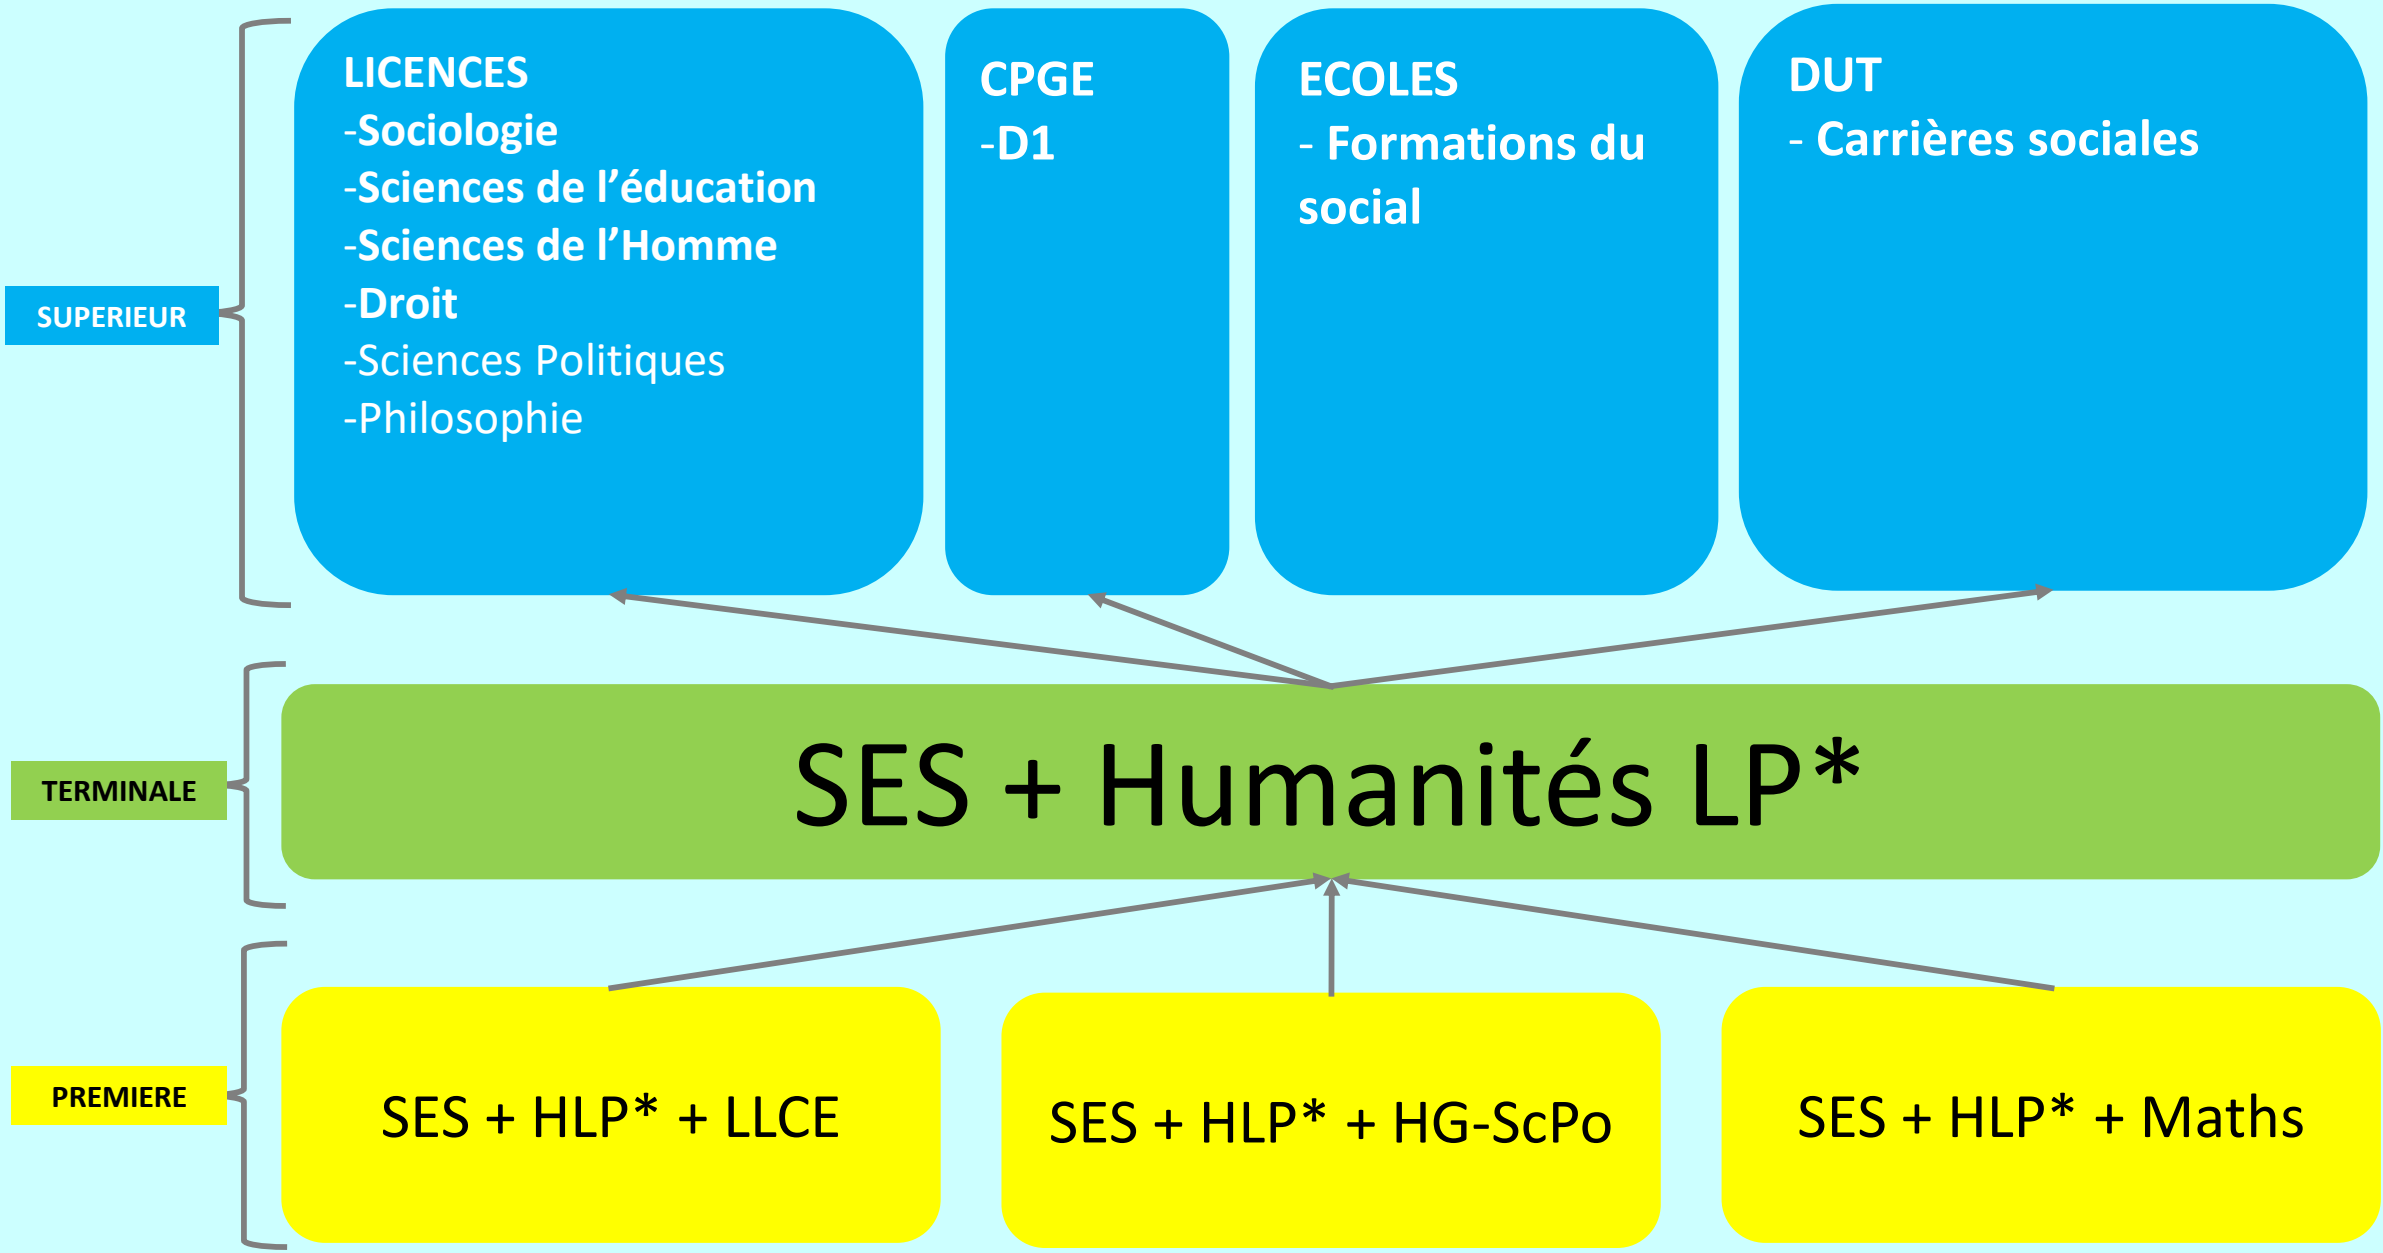 LICENCES
-Sociologie
-Sciences de l’éducation
-Sciences de l’Homme
-Droit
-Sciences Politiques
-Philosophie
CPGE
-D1
ECOLES
- Formations du
social
DUT
- Carrières sociales
SUPERIEUR
TERMINALE
SES + Humanités LP*
PREMIERE
SES + HLP* + LLCE
SES + HLP* + HG-ScPo
SES + HLP* + Maths